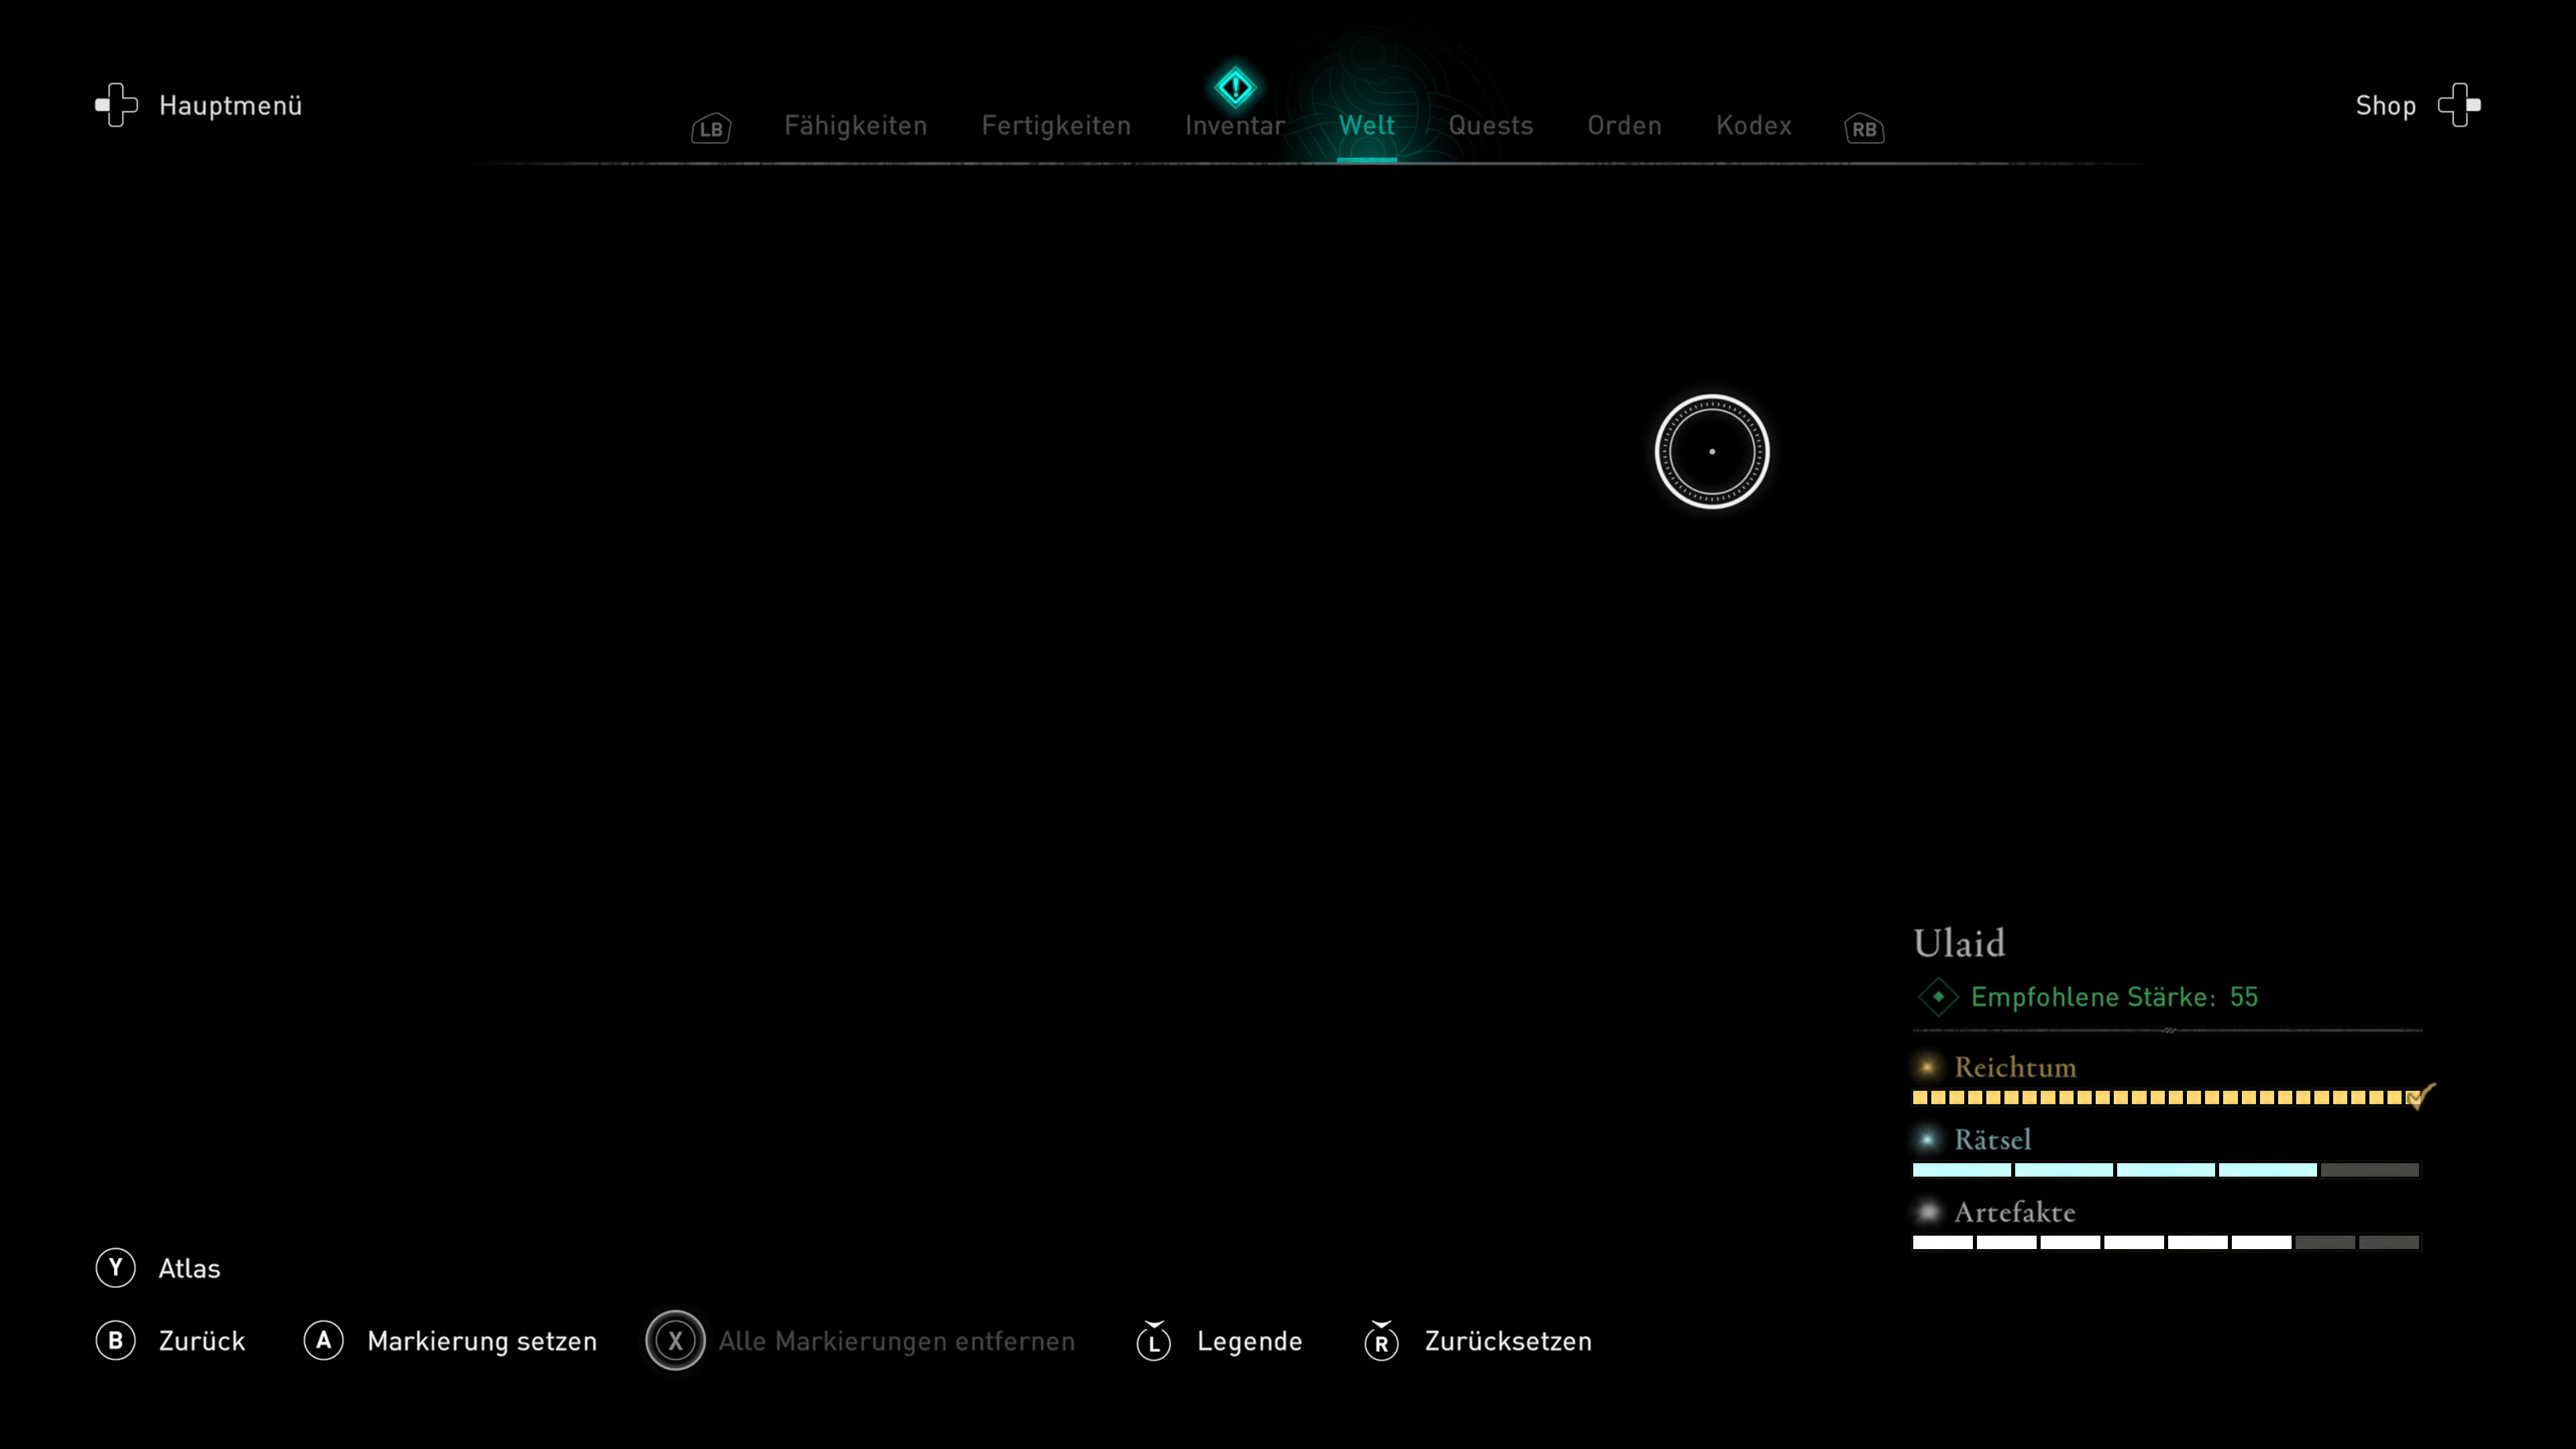 Hauptmenü
LB Fähigkeiten Fertigkeiten Inventar Welt Quests Orden Kodex RB
Shop
Ulaid
Empfohlene Stärke: 55
Reichtum
Rätsel
Artefakte
Y Atlas
B Zurück A Markierung setzen X Alle Markierungen entfernen L Legende R Zurücksetzen